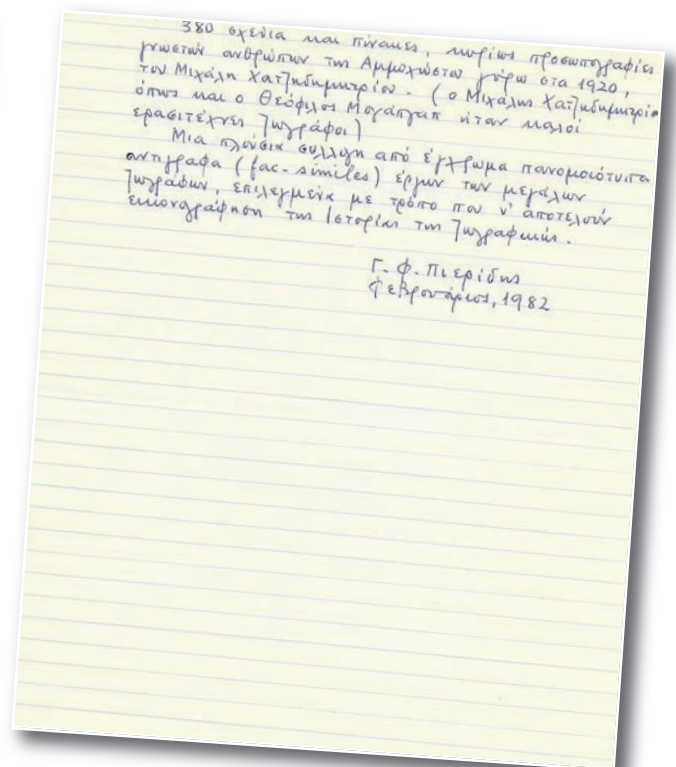 380 σχέδια και πίνακες, κυρίως προσωπογραφίες
γνωστών ανθρώπων της Αμμοχώστου γύρω στα 1920,
του Μιχάλη Χατζηδημητρίου. (ο Μιχάλης Χατζηδημητρίο
όπως και ο Θεόφιλος Μογάπγαπ ήταν καλοί
ερασιτέχνες ζωγράφοι)
Μια πλούσια συλλογή από έγχρωμα πανομοιότυπα
αντίγραφα (fac-similes) έργων των μεγάλων
ζωγράφων, επιλεγμένα με τρόπο που ν' αποτελούν
εικονογράφηση της Ιστορίας της ζωγραφικής.
Γ. Φ. Πιερίδης
Φεβρουάριος, 1982